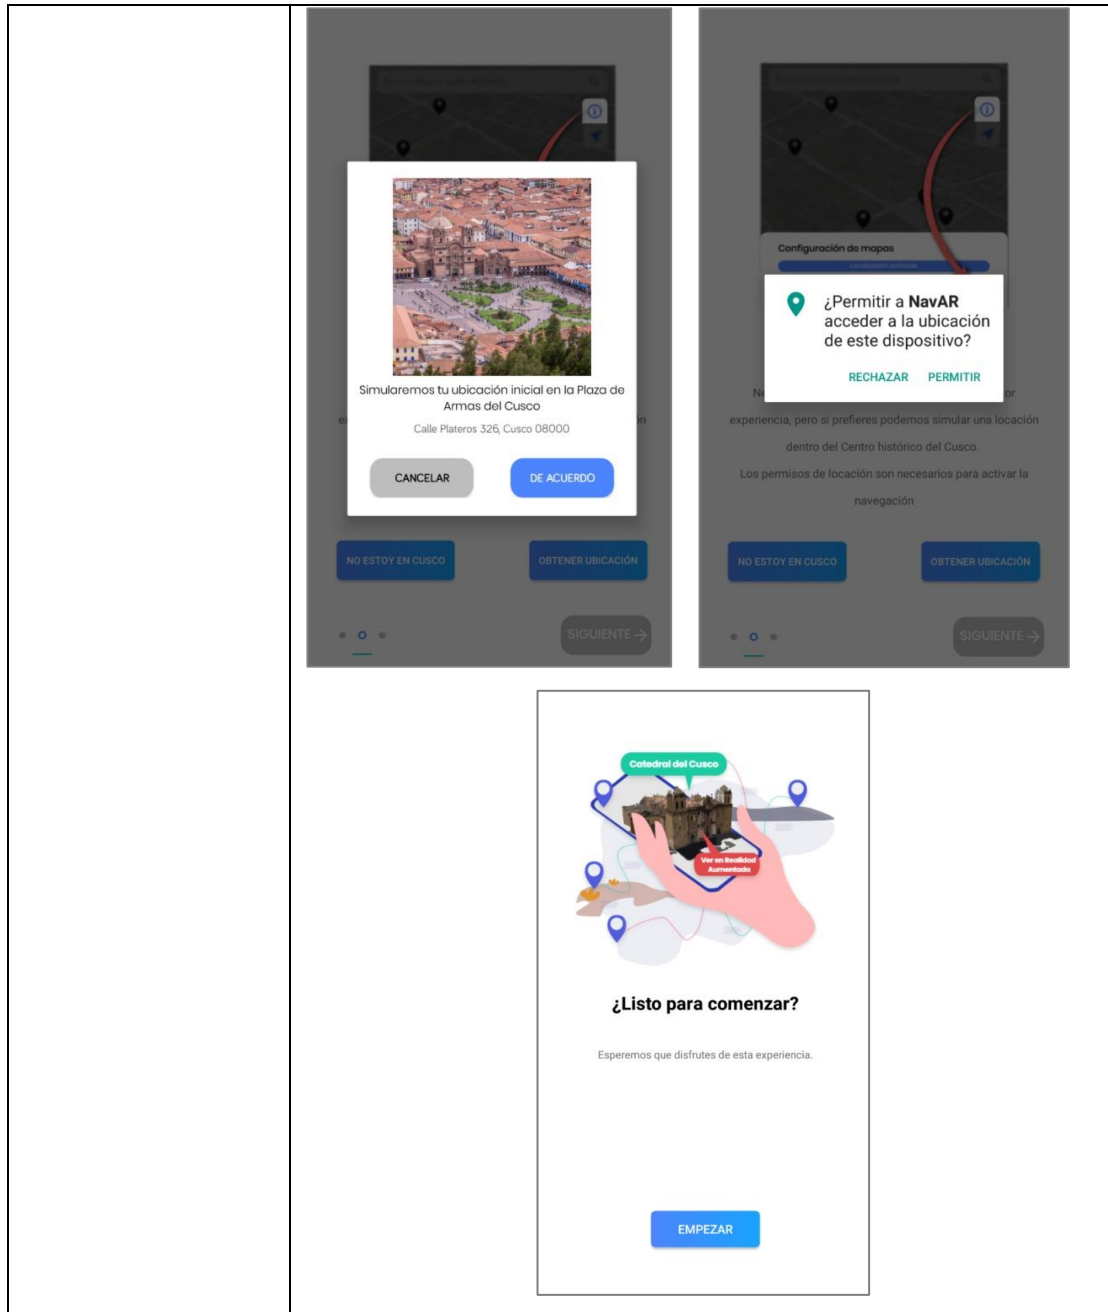 Simularemos tu ubicación inicial en la Plaza de
Armas del Cusco
Calle Plateros 326, Cusco 08000
CANCELAR
DE ACUERDO
NO ESTOY EN CUSCO
OBTENER UBICACIÓN
SIGUIENTE
Configuración de mapas
¿Permitir a NavAR
acceder a la ubicación
de este dispositivo?
RECHAZAR
PERMITIR
experiencia, pero si prefieres podemos simular una locación
dentro del Centro histórico del Cusco.
Los permisos de locación son necesarios para activar la
navegación
NO ESTOY EN CUSCO
OBTENER UBICACIÓN
SIGUIENTE
Catedral del Cusco
Ver en Realidad
Aumentada
¿Listo para comenzar?
Esperemos que disfrutes de esta experiencia.
EMPEZAR